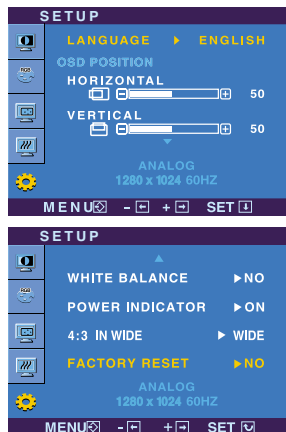 SETUP
LANGUAGE ▶ ENGLISH
OSD POSITION
HORIZONTAL
50
VERTICAL
50
ANALOG
1280 x 1024 60HZ
MENU - + SET
SETUP
WHITE BALANCE ▶NO
POWER INDICATOR ▶ON
4:3 IN WIDE ▶ WIDE
FACTORY RESET ▶NO
ANALOG
1280 x 1024 60HZ
MENU - + SET